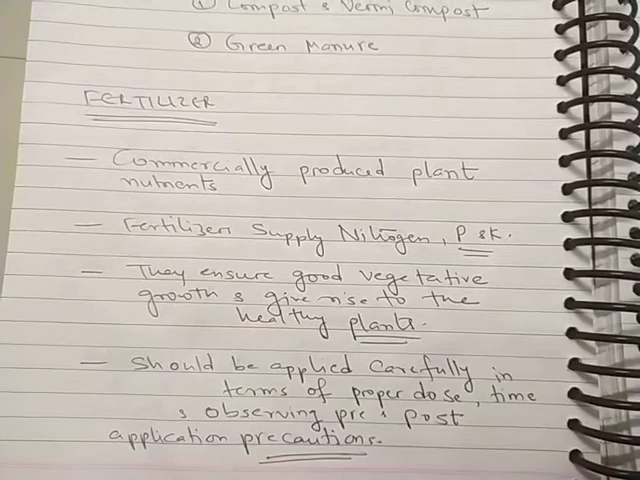 ① Compost & Vermi Compost
② Green Manure
FERTILIZER
— Commercially produced plant
nutrients
— Fertilizers Supply Nitrogen, P & K.
— They ensure good vegetative
growth & give rise to the
healthy plants.
— Should be applied Carefully in
terms of proper dose, time
& observing pre & post
application precautions.